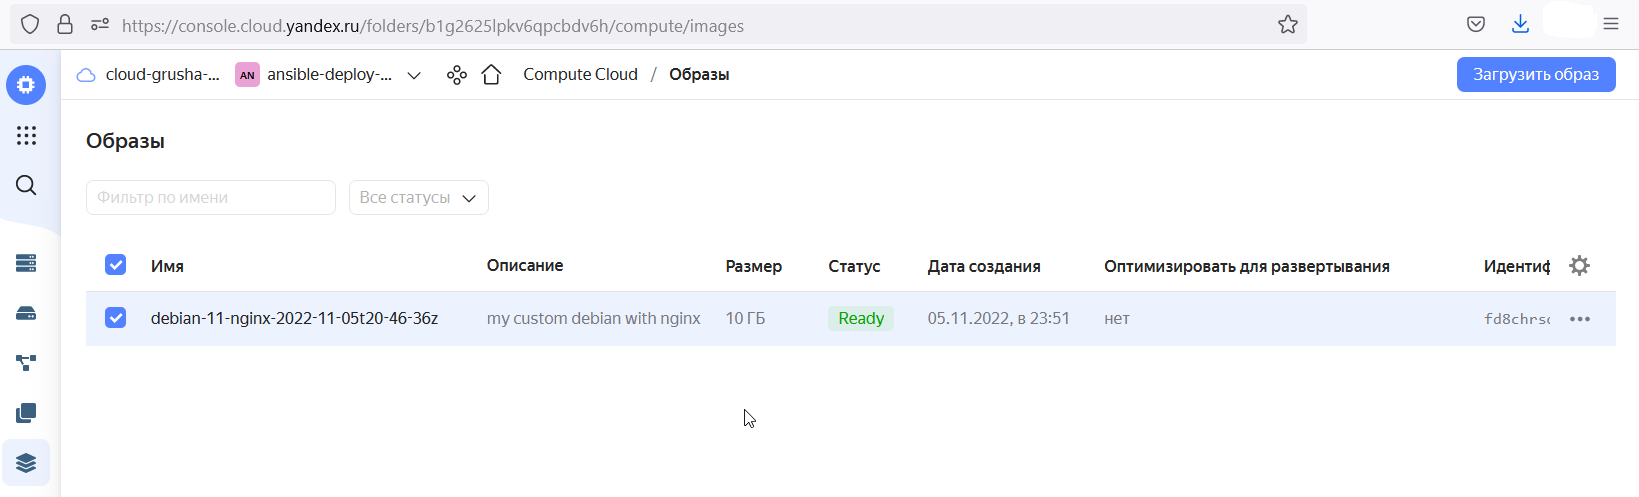 https://console.cloud.yandex.ru/folders/b1g2625lpkv6qpcbdv6h/compute/images
cloud-grusha-... AN ansible-deploy-... Compute Cloud / Образы Загрузить образ
Образы
Фильтр по имени Все статусы
Имя Описание Размер Статус Дата создания Оптимизировать для развертывания Идентиф
debian-11-nginx-2022-11-05t20-46-36z my custom debian with nginx 10 ГБ Ready 05.11.2022, в 23:51 нет fd8chrsc